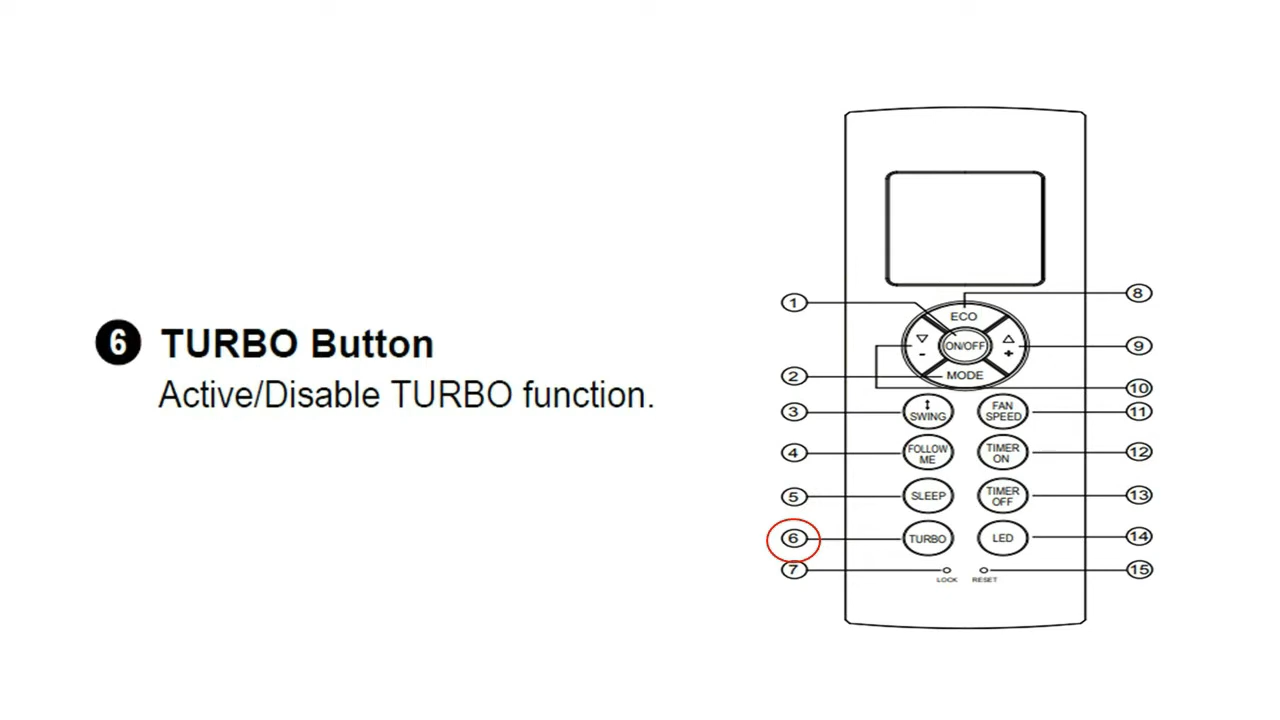 6 TURBO Button
Active/Disable TURBO function.
1
8
ECO
-
ON/OFF
+
9
2
MODE
10
3
SWING
FAN
SPEED
11
4
FOLLOW
ME
TIMER
ON
12
5
SLEEP
TIMER
OFF
13
6
TURBO
LED
14
7
LOCK
RESET
15